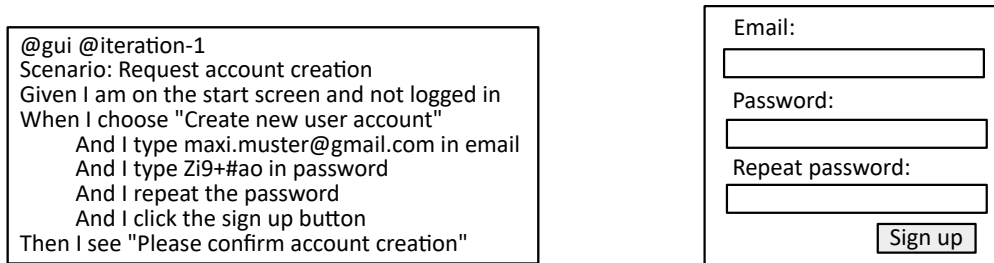 @gui @iteration-1
Scenario: Request account creation
Given I am on the start screen and not logged in
When I choose "Create new user account"
And I type maxi.muster@gmail.com in email
And I type Zi9+#ao in password
And I repeat the password
And I click the sign up button
Then I see "Please confirm account creation"
Email:
Password:
Repeat password:
Sign up